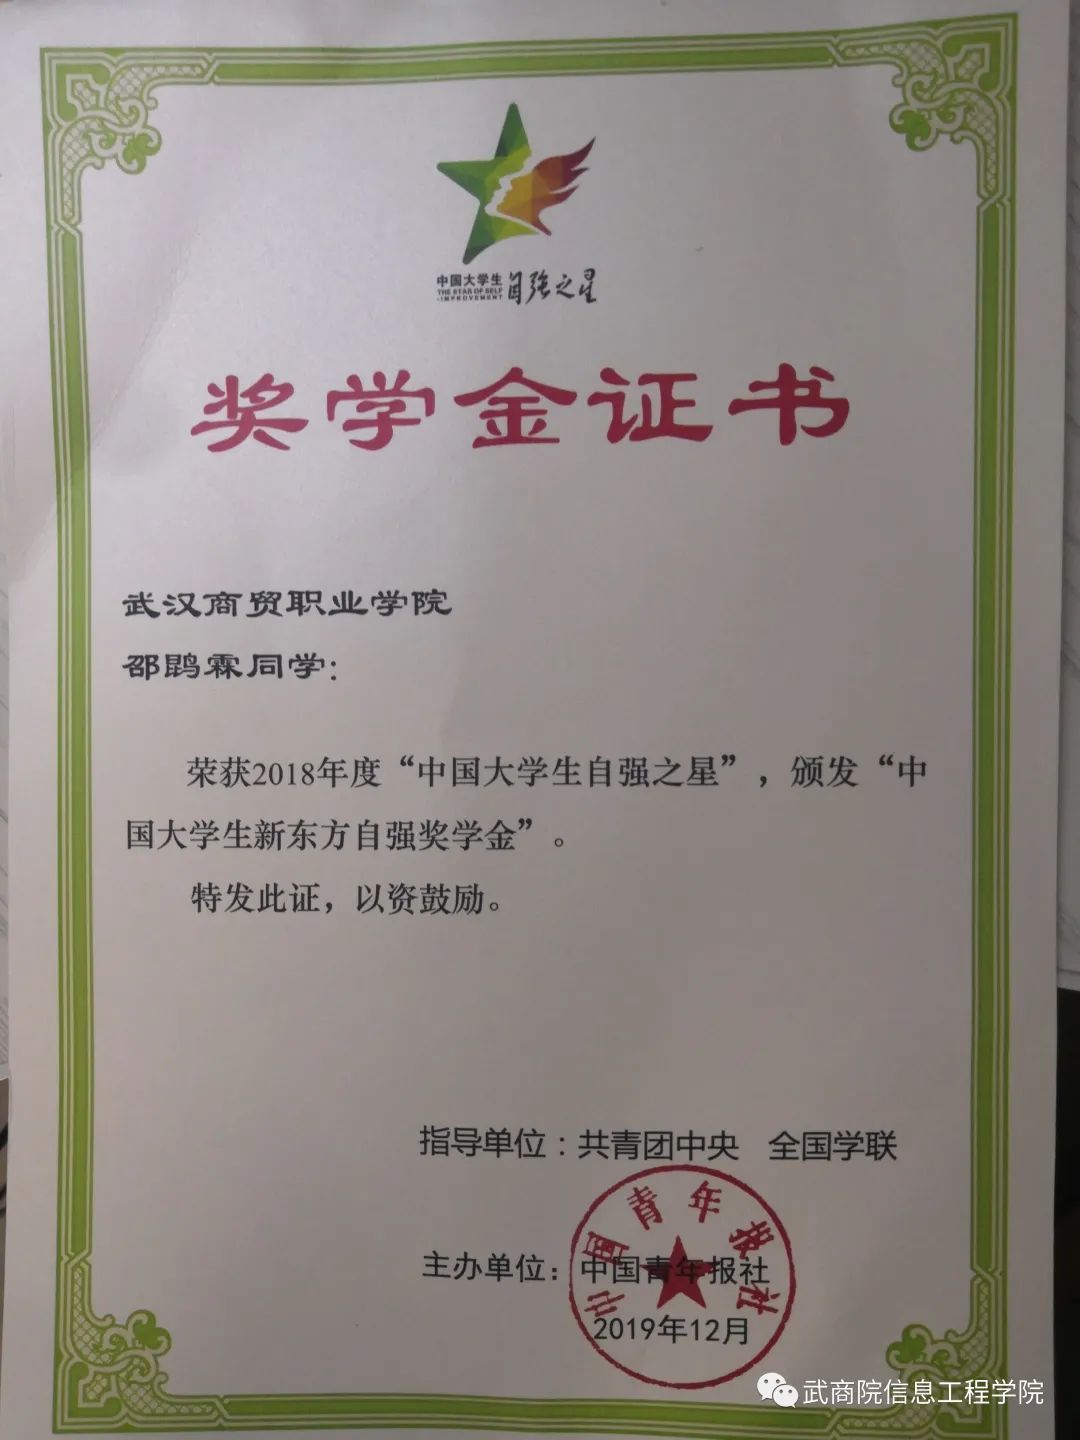 中国大学生
THE STAR OF SELF
-IMPROVEMENT
自强之星
奖学金证书
武汉商贸职业学院
邵鹍霖同学：
荣获2018年度“中国大学生自强之星”，颁发“中
国大学生新东方自强奖学金”。
特发此证，以资鼓励。
指导单位：共青团中央 全国学联
主办单位：中国青年报社
中国青年报社
2019年12月
武商院信息工程学院